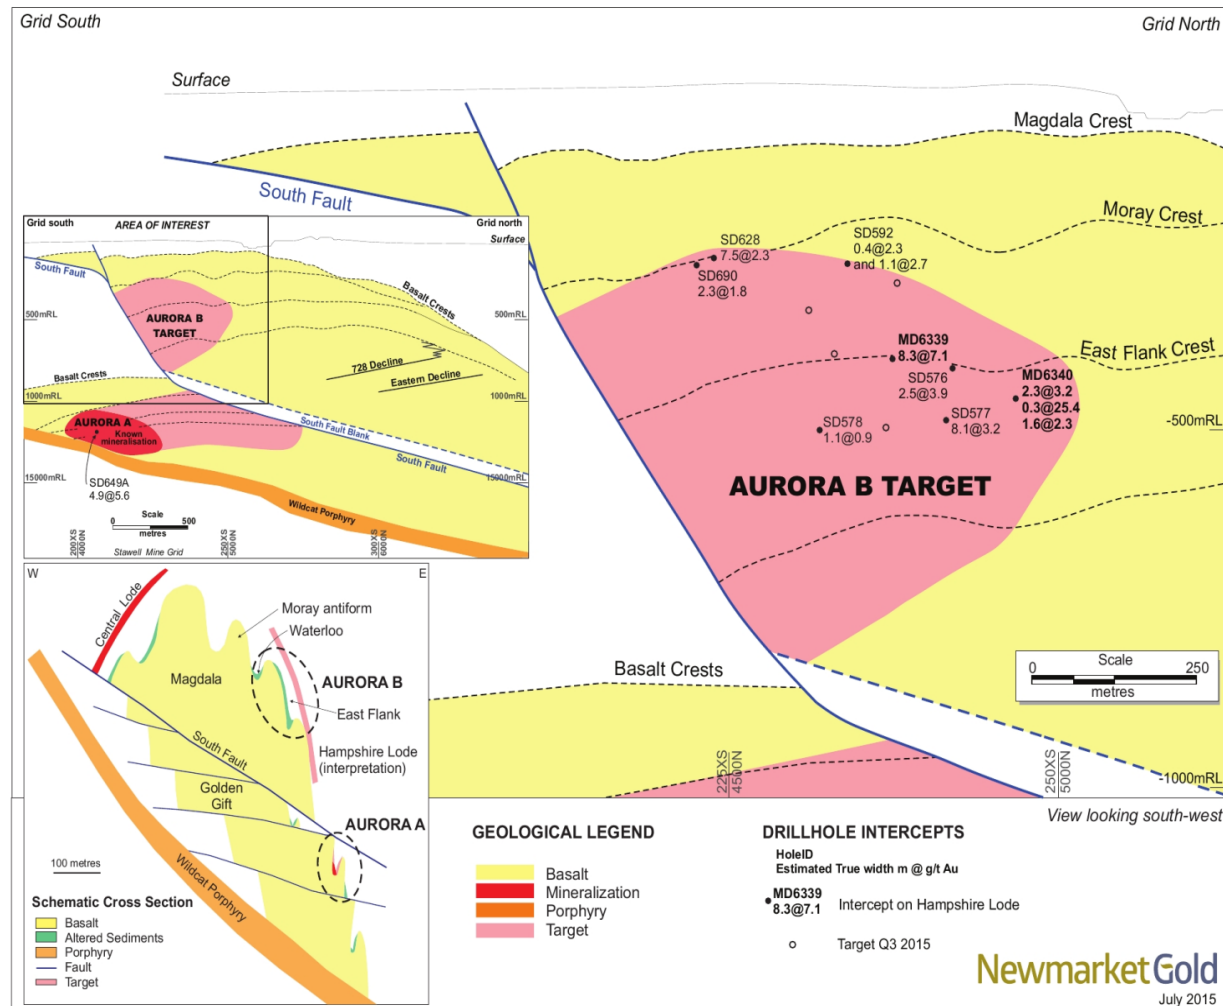 Grid South
Grid North
Surface
Magdala Crest
South Fault
Moray Crest
SD628
7.5@2.3
SD690
2.3@1.8
SD592
0.4@2.3
and 1.1@2.7
MD6339
8.3@7.1
East Flank Crest
SD576
2.5@3.9
MD6340
2.3@3.2
0.3@25.4
1.6@2.3
SD578
1.1@0.9
SD577
8.1@3.2
-500mRL
AURORA B TARGET
Basalt Crests
Scale
0 250
metres
225XS
4500N
250XS
5000N
-1000mRL
View looking south-west
Grid south
AREA OF INTEREST
Grid north
Surface
South Fault
Basalt Crests
500mRL
AURORA B
TARGET
500mRL
728 Decline
Eastern Decline
Basalt Crests
1000mRL
1000mRL
AURORA A
Known
mineralisation
South Fault Blank
South Fault
SD649A
4.9@5.6
15000mRL
15000mRL
Wildcat Porphyry
Scale
0 500
metres
200XS
4000N
250XS
5000N
300XS
6000N
Stawell Mine Grid
W
E
Central Lode
Moray antiform
Waterloo
Magdala
AURORA B
East Flank
South Fault
Hampshire Lode
(interpretation)
Golden
Gift
AURORA A
100 metres
Wildcat Porphyry
Schematic Cross Section
Basalt
Altered Sediments
Porphyry
Fault
Target
GEOLOGICAL LEGEND
Basalt
Mineralization
Porphyry
Target
DRILLHOLE INTERCEPTS
HoleID
Estimated True width m @ g/t Au
MD6339
8.3@7.1
Intercept on Hampshire Lode
Target Q3 2015
NewmarketGold
July 2015